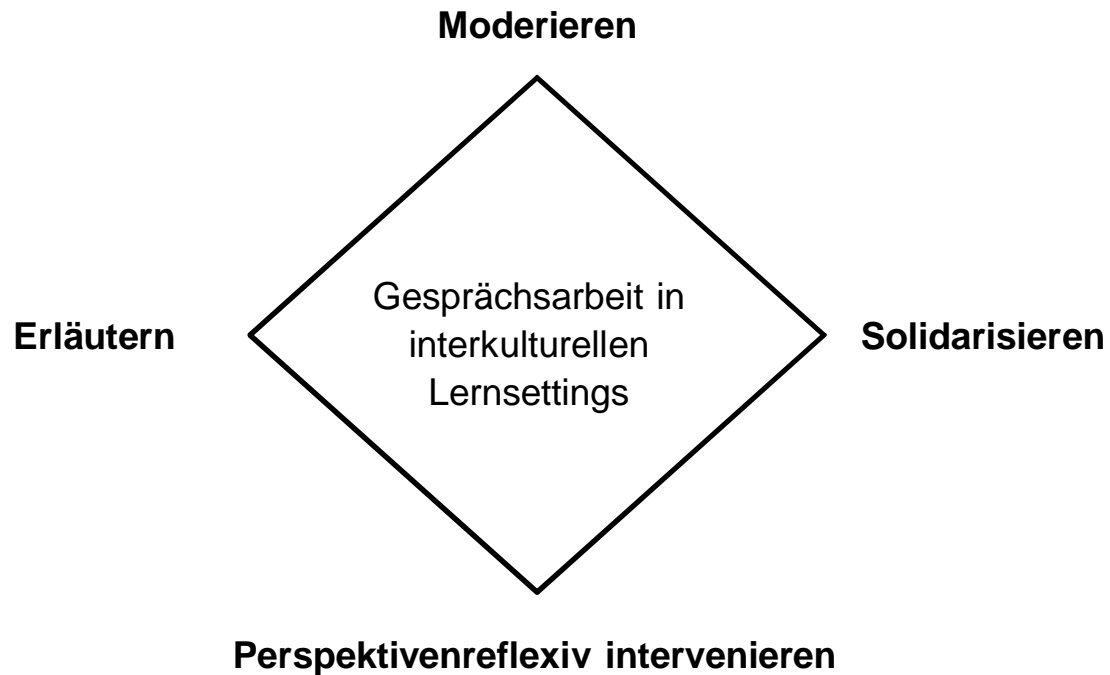 Moderieren
Gesprächsarbeit in
interkulturellen
Lernsettings
Erläutern
Solidarisieren
Perspektivenreflexiv intervenieren